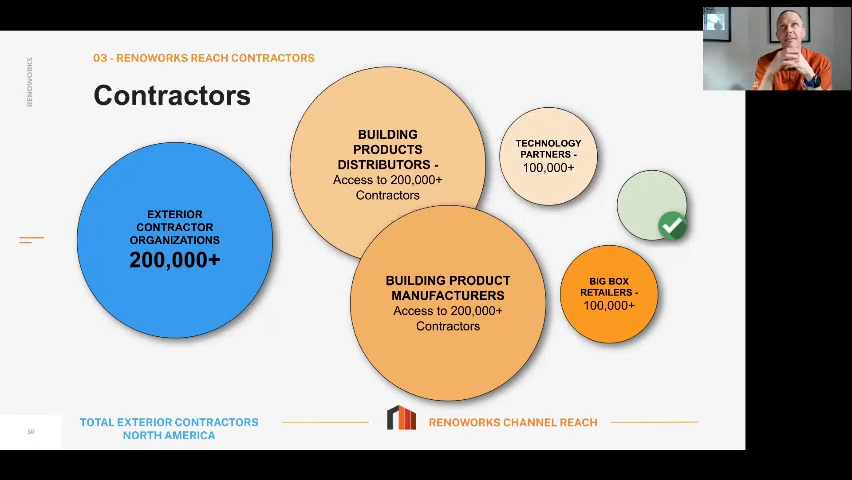 RENOWORKS
03 - RENOWORKS REACH CONTRACTORS
Contractors
EXTERIOR
CONTRACTOR
ORGANIZATIONS
200,000+
BUILDING
PRODUCTS
DISTRIBUTORS -
Access to 200,000+
Contractors
TECHNOLOGY
PARTNERS -
100,000+
BUILDING PRODUCT
MANUFACTURERS
Access to 200,000+
Contractors
BIG BOX
RETAILERS -
100,000+
TOTAL EXTERIOR CONTRACTORS
NORTH AMERICA
RENOWORKS CHANNEL REACH
30